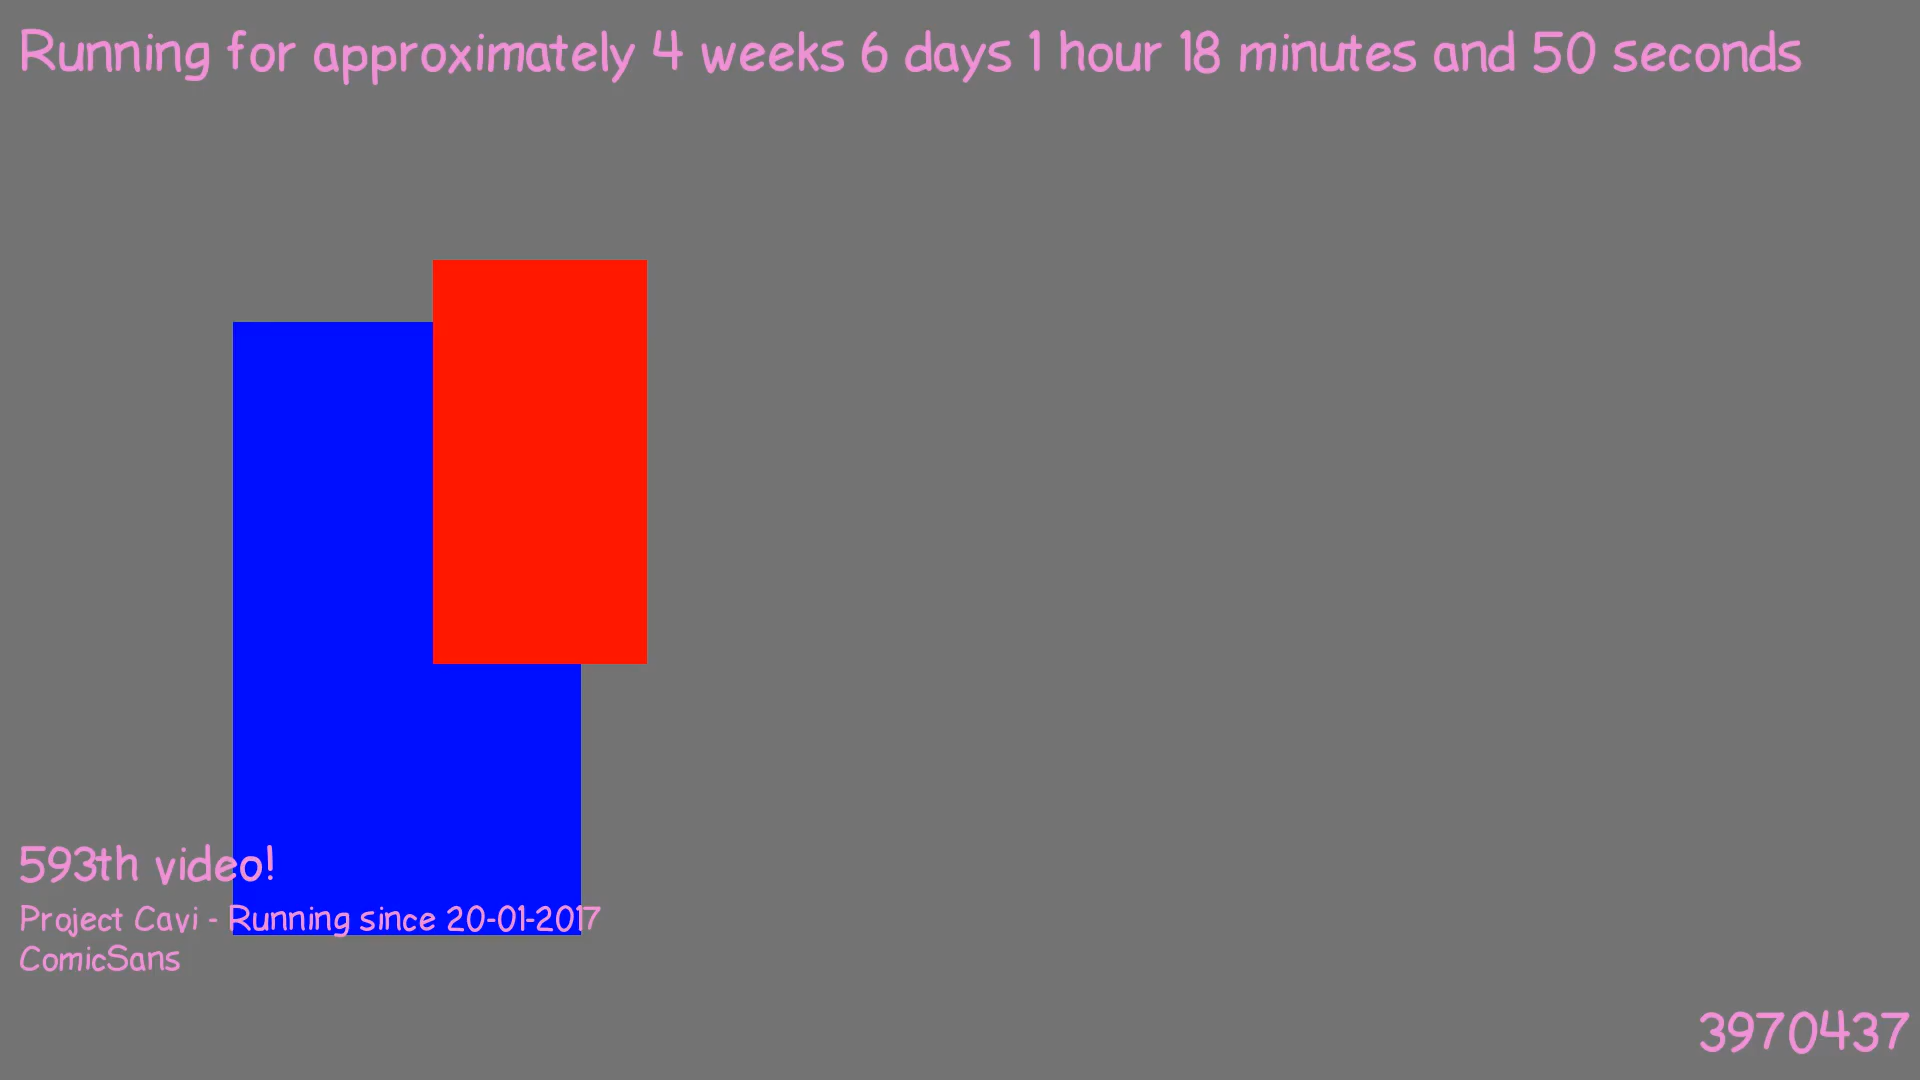 Running for approximately 4 weeks 6 days 1 hour 18 minutes and 50 seconds
593th video!
Project Cavi - Running since 20-01-2017
ComicSans
3970437